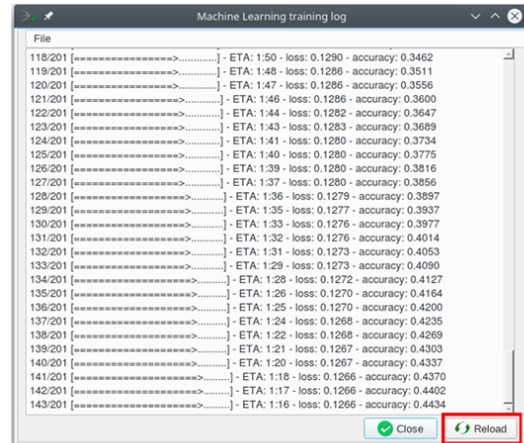 Machine Learning training log
File
118/201 [==================>............] - ETA: 1:50 - loss: 0.1290 - accuracy: 0.3462
119/201 [==================>............] - ETA: 1:48 - loss: 0.1286 - accuracy: 0.3511
120/201 [==================>............] - ETA: 1:47 - loss: 0.1286 - accuracy: 0.3556
121/201 [==================>............] - ETA: 1:46 - loss: 0.1286 - accuracy: 0.3600
122/201 [==================>............] - ETA: 1:44 - loss: 0.1282 - accuracy: 0.3647
123/201 [==================>............] - ETA: 1:43 - loss: 0.1283 - accuracy: 0.3689
124/201 [==================>...........] - ETA: 1:41 - loss: 0.1280 - accuracy: 0.3734
125/201 [==================>...........] - ETA: 1:40 - loss: 0.1280 - accuracy: 0.3775
126/201 [==================>...........] - ETA: 1:39 - loss: 0.1280 - accuracy: 0.3816
127/201 [==================>...........] - ETA: 1:37 - loss: 0.1280 - accuracy: 0.3856
128/201 [===================>..........] - ETA: 1:36 - loss: 0.1279 - accuracy: 0.3897
129/201 [===================>..........] - ETA: 1:35 - loss: 0.1277 - accuracy: 0.3937
130/201 [===================>..........] - ETA: 1:33 - loss: 0.1276 - accuracy: 0.3977
131/201 [===================>..........] - ETA: 1:32 - loss: 0.1276 - accuracy: 0.4014
132/201 [===================>..........] - ETA: 1:31 - loss: 0.1273 - accuracy: 0.4053
133/201 [===================>..........] - ETA: 1:29 - loss: 0.1273 - accuracy: 0.4090
134/201 [====================>.........] - ETA: 1:28 - loss: 0.1272 - accuracy: 0.4127
135/201 [====================>.........] - ETA: 1:26 - loss: 0.1270 - accuracy: 0.4164
136/201 [====================>.........] - ETA: 1:25 - loss: 0.1270 - accuracy: 0.4200
137/201 [====================>.........] - ETA: 1:24 - loss: 0.1268 - accuracy: 0.4235
138/201 [====================>.........] - ETA: 1:22 - loss: 0.1268 - accuracy: 0.4269
139/201 [====================>.........] - ETA: 1:21 - loss: 0.1267 - accuracy: 0.4303
140/201 [====================>.........] - ETA: 1:20 - loss: 0.1267 - accuracy: 0.4337
141/201 [=====================>........] - ETA: 1:18 - loss: 0.1266 - accuracy: 0.4370
142/201 [=====================>........] - ETA: 1:17 - loss: 0.1266 - accuracy: 0.4402
143/201 [=====================>........] - ETA: 1:16 - loss: 0.1266 - accuracy: 0.4434
Close
Reload